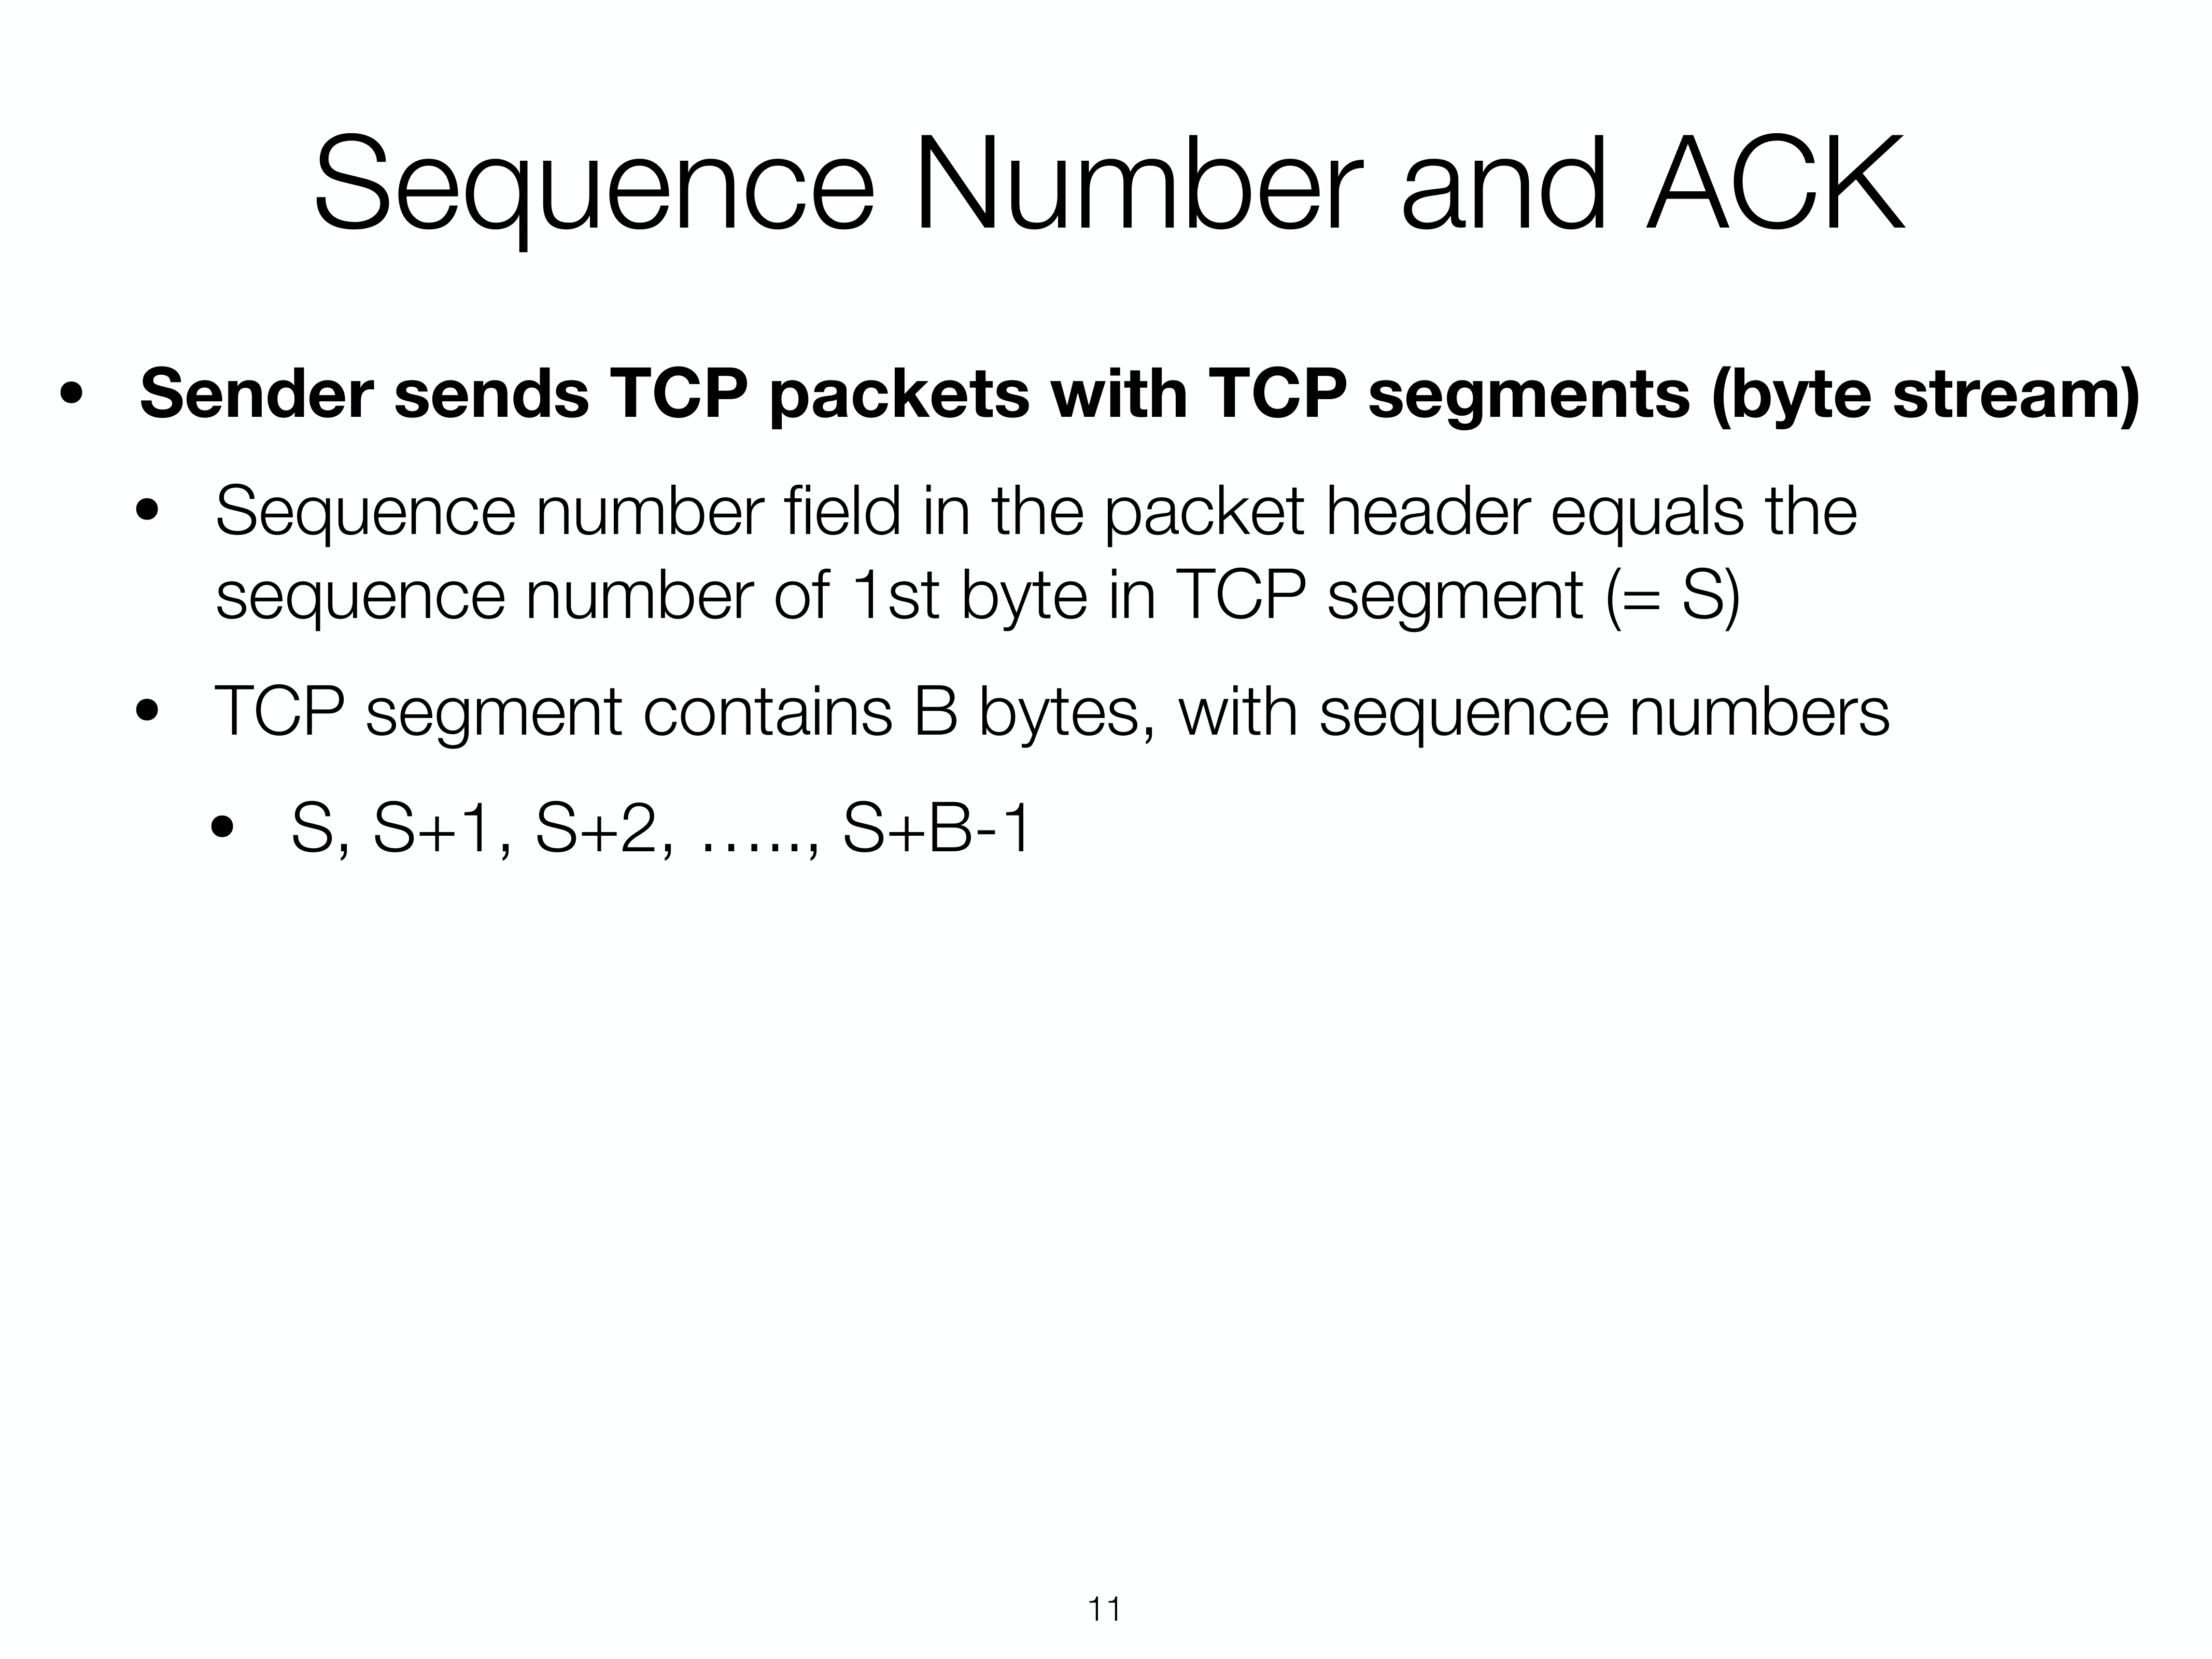 Sequence Number and ACK
• Sender sends TCP packets with TCP segments (byte stream)
• Sequence number field in the packet header equals the
sequence number of 1st byte in TCP segment (= S)
• TCP segment contains B bytes, with sequence numbers
• S, S+1, S+2, ......, S+B-1
11